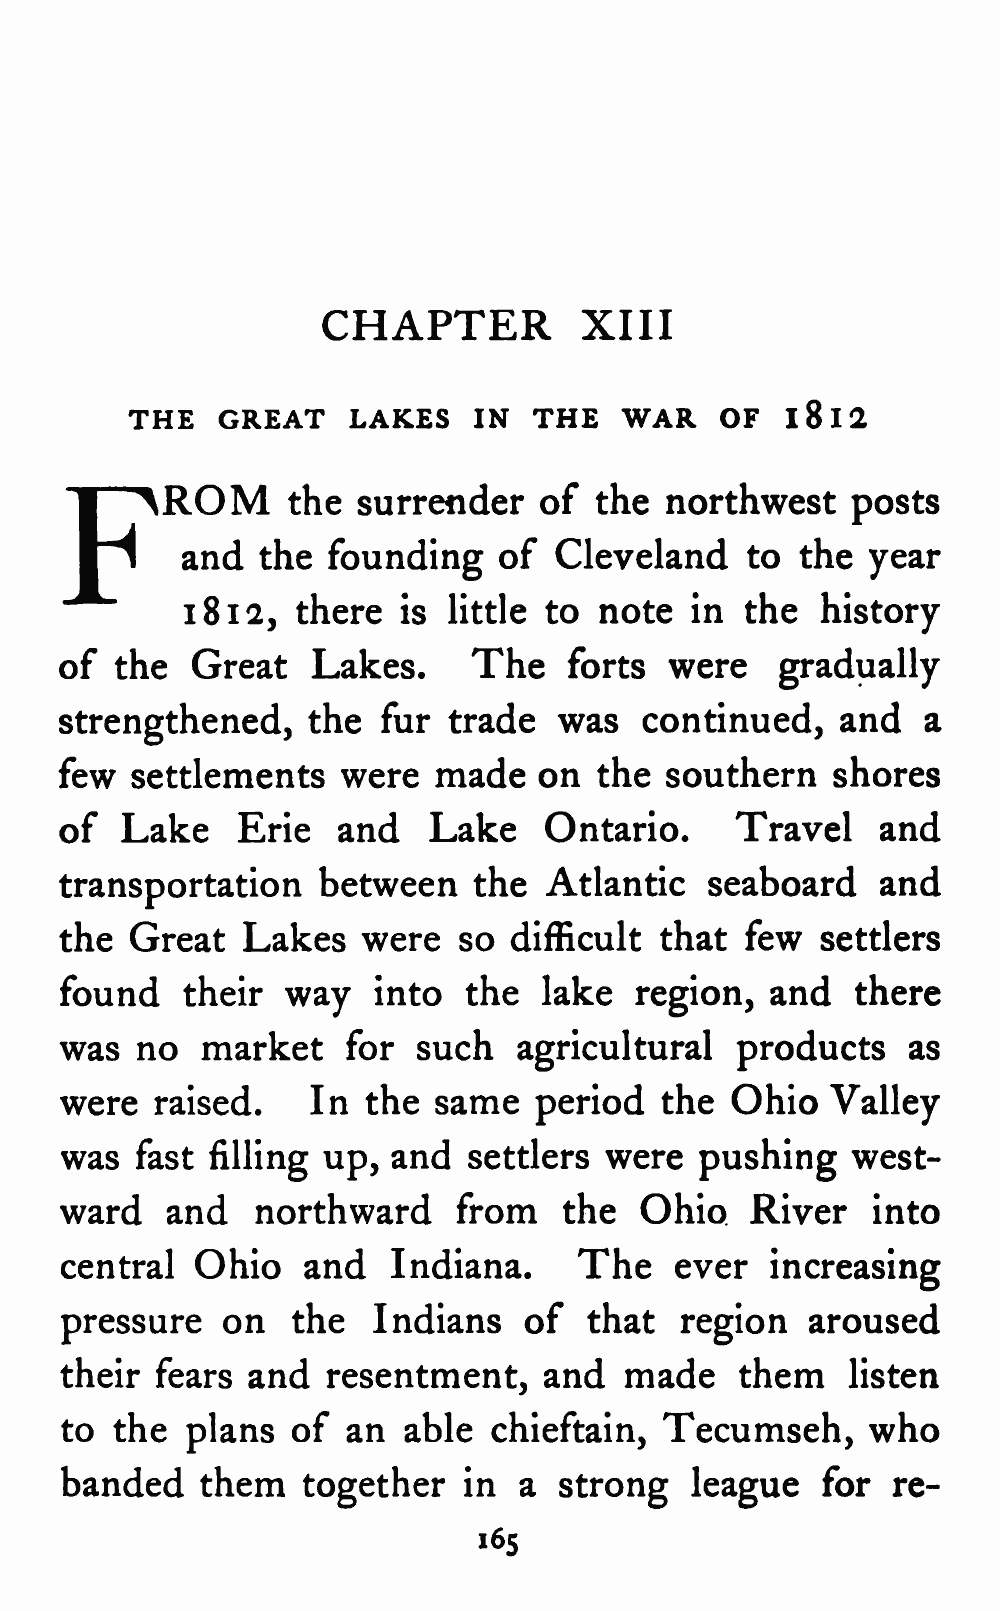 CHAPTER XIII
THE GREAT LAKES IN THE WAR OF 1812
FROM the surrender of the northwest posts
and the founding of Cleveland to the year
1812, there is little to note in the history
of the Great Lakes. The forts were gradually
strengthened, the fur trade was continued, and a
few settlements were made on the southern shores
of Lake Erie and Lake Ontario. Travel and
transportation between the Atlantic seaboard and
the Great Lakes were so difficult that few settlers
found their way into the lake region, and there
was no market for such agricultural products as
were raised. In the same period the Ohio Valley
was fast filling up, and settlers were pushing west-
ward and northward from the Ohio River into
central Ohio and Indiana. The ever increasing
pressure on the Indians of that region aroused
their fears and resentment, and made them listen
to the plans of an able chieftain, Tecumseh, who
banded them together in a strong league for re-
165